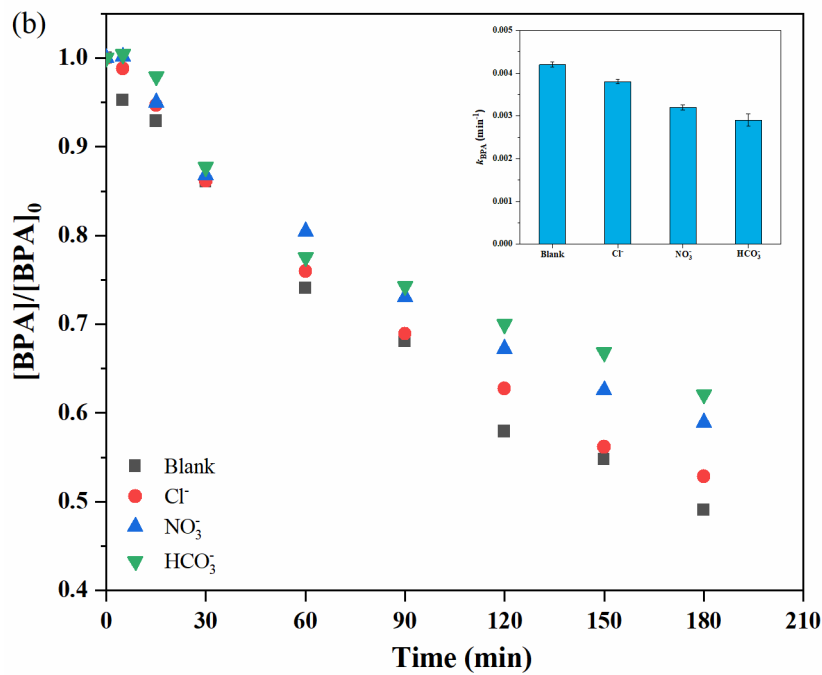 (b)
[BPA]/[BPA]₀
1.0
0.9
0.8
0.7
0.6
0.5
0.4
0
30
60
90
120
150
180
210
Time (min)
Blank
Cl⁻
NO₃⁻
HCO₃⁻
k_BPA (min⁻¹)
0.005
0.004
0.003
0.002
0.001
0.000
Blank
Cl⁻
NO₃⁻
HCO₃⁻